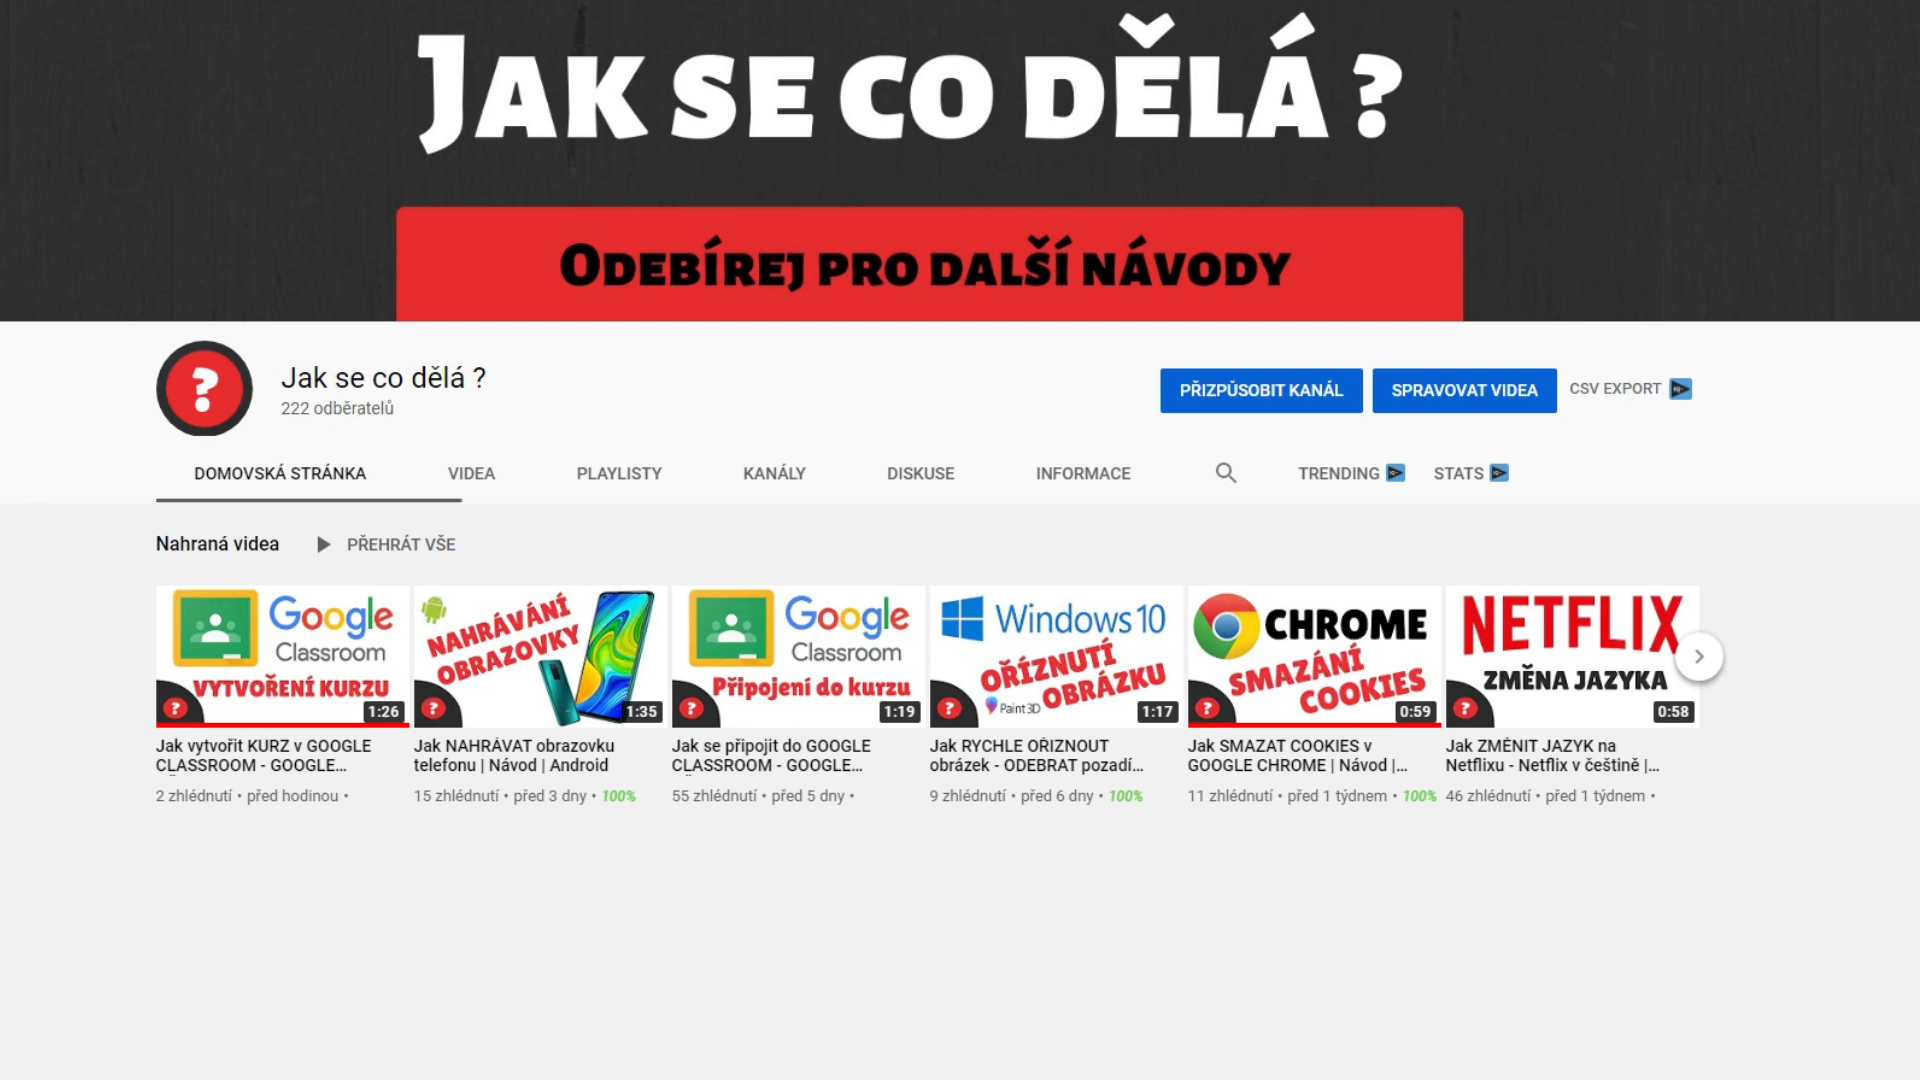 Jak se co dělá ?
Odebírej pro další návody
Jak se co dělá ?
222 odběratelů
PŘIZPŮSOBIT KANÁL
SPRAVOVAT VIDEA
CSV EXPORT
DOMOVSKÁ STRÁNKA
VIDEA
PLAYLISTY
KANÁLY
DISKUSE
INFORMACE
TRENDING
STATS
Nahraná videa
PŘEHRÁT VŠE
Google
Classroom
VYTVOŘENÍ KURZU
?
1:26
Jak vytvořit KURZ v GOOGLE
CLASSROOM - GOOGLE...
2 zhlédnutí • před hodinou •
NAHRÁVÁNÍ
OBRAZOVKY
?
1:35
Jak NAHRÁVAT obrazovku
telefonu | Návod | Android
15 zhlédnutí • před 3 dny • 100%
Google
Classroom
Připojení do kurzu
?
1:19
Jak se připojit do GOOGLE
CLASSROOM - GOOGLE...
55 zhlédnutí • před 5 dny •
Windows 10
OŘÍZNUTÍ
OBRÁZKU
Paint 3D
?
1:17
Jak RYCHLE OŘIZNOUT
obrázek - ODEBRAT pozadí...
9 zhlédnutí • před 6 dny • 100%
CHROME
SMAZÁNÍ
COOKIES
?
0:59
Jak SMAZAT COOKIES v
GOOGLE CHROME | Návod |...
11 zhlédnutí • před 1 týdnem • 100%
NETFLIX
ZMĚNA JAZYKA
?
0:58
Jak ZMĚNIT JAZYK na
Netflixu - Netflix v češtině |...
46 zhlédnutí • před 1 týdnem •